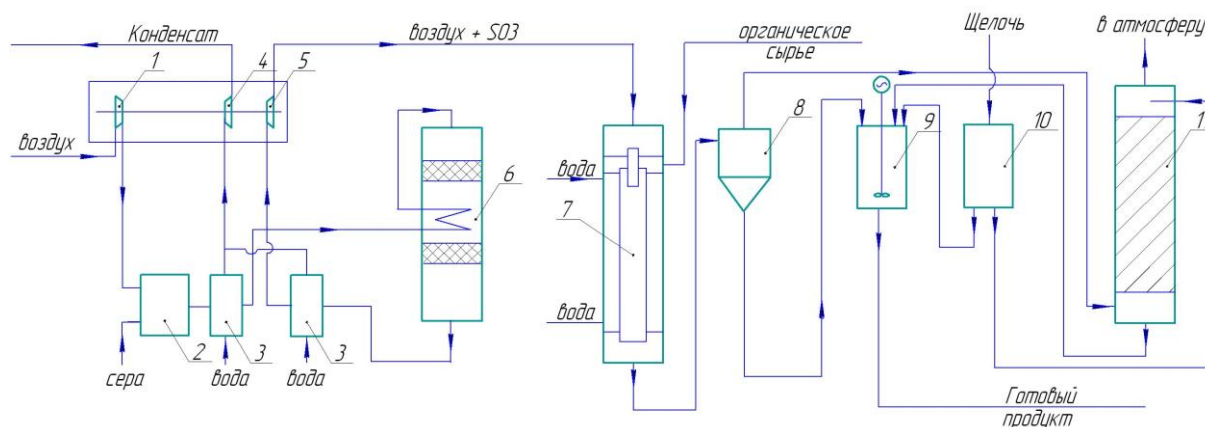 Конденсат
воздух + SO3
органическое
сырье
Щелочь
в атмосферу
1
4
5
воздух
6
2
3
3
сера
вода
вода
вода
7
вода
8
9
10
1
Готовый
продукт